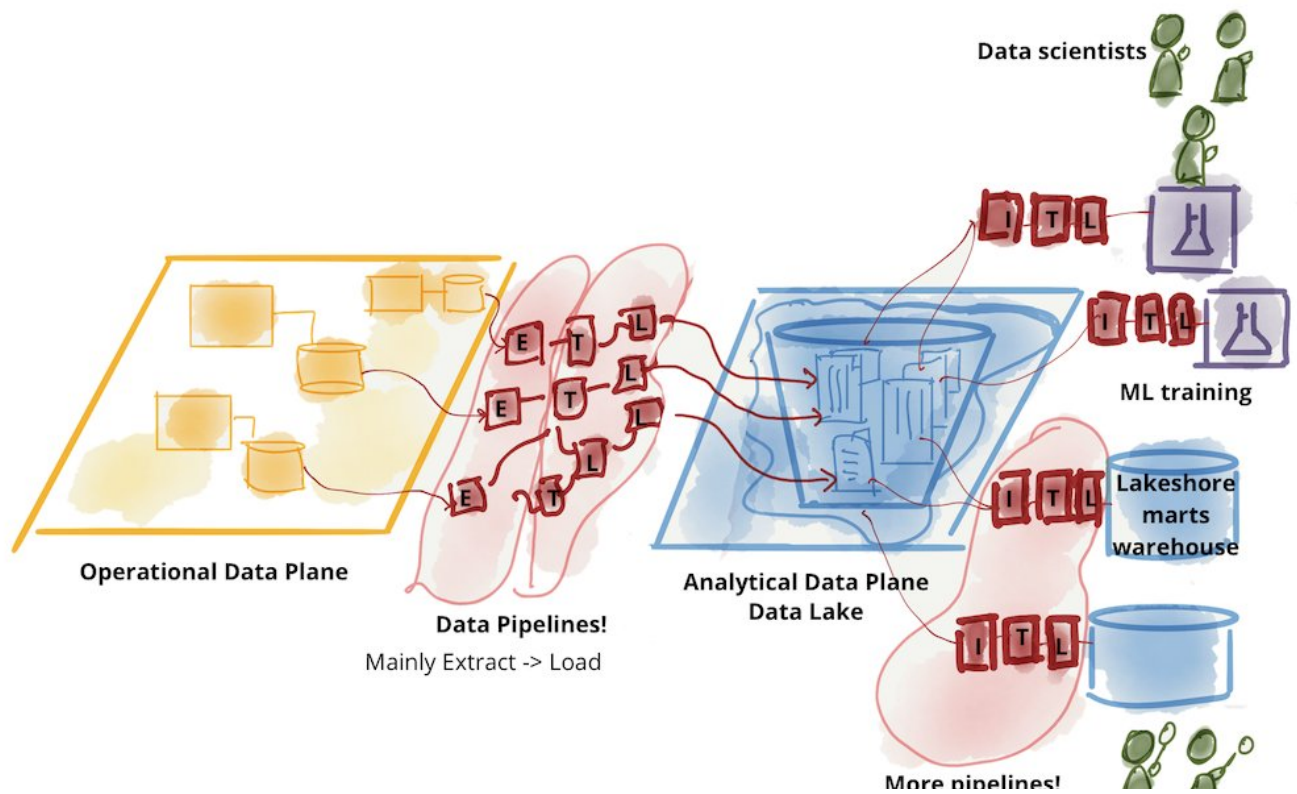 Data scientists
I T L
I T L
ML training
E T L
E T L
L
L
E T
I T L
Lakeshore
marts
warehouse
Operational Data Plane
Analytical Data Plane
Data Lake
Data Pipelines!
Mainly Extract -> Load
I T L
More pipelines!